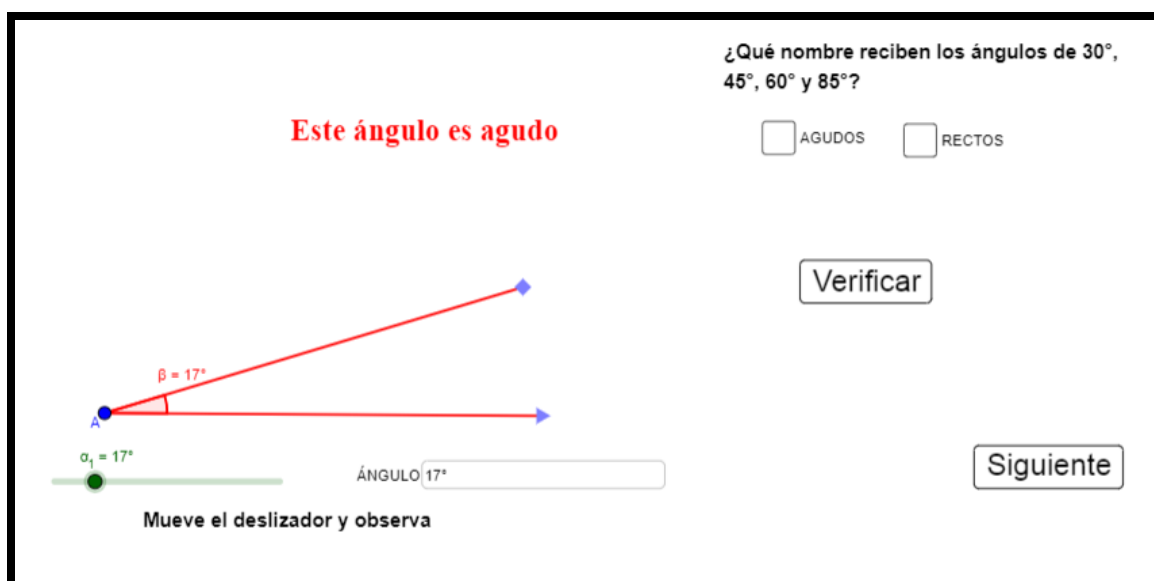 ¿Qué nombre reciben los ángulos de 30°,
45°, 60° y 85°?
Este ángulo es agudo
AGUDOS
RECTOS
Verificar
β = 17°
A
α₁ = 17°
ÁNGULO 17°
Siguiente
Mueve el deslizador y observa